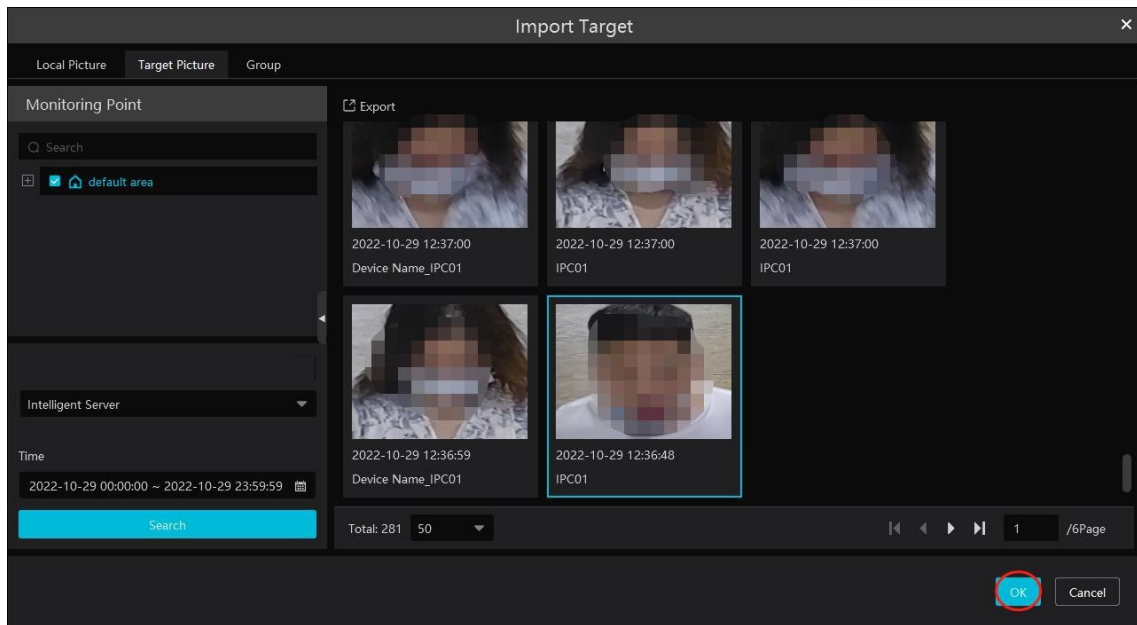 Import Target
Local Picture Target Picture Group
Monitoring Point
Search
default area
Intelligent Server
Time
2022-10-29 00:00:00 ~ 2022-10-29 23:59:59
Search
Export
2022-10-29 12:37:00 2022-10-29 12:37:00 2022-10-29 12:37:00
Device Name_IPC01 IPC01 IPC01
2022-10-29 12:36:59 2022-10-29 12:36:48
Device Name_IPC01 IPC01
Total: 281 50 1 /6Page
OK Cancel